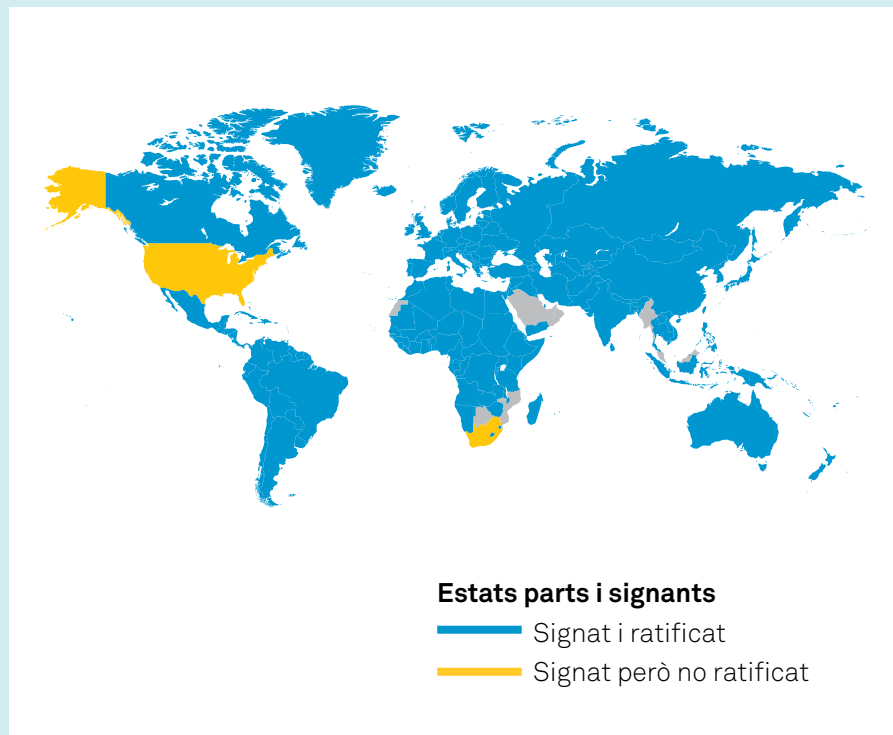 Estats parts i signants
Signat i ratificat
Signat però no ratificat